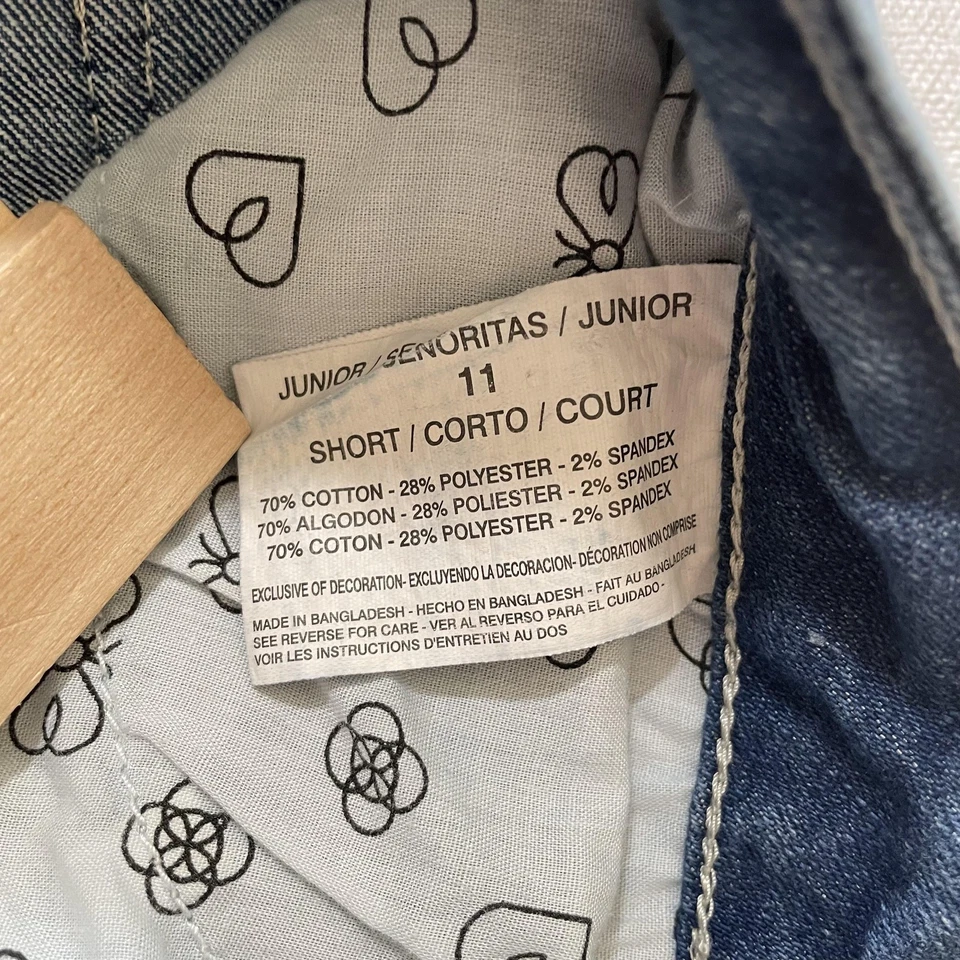 JUNIOR / SEÑORITAS / JUNIOR
11
SHORT / CORTO / COURT
70% COTTON - 28% POLYESTER - 2% SPANDEX
70% ALGODON - 28% POLIESTER - 2% SPANDEX
70% COTON - 28% POLYESTER - 2% SPANDEX
EXCLUSIVE OF DECORATION- EXCLUYENDO LA DECORACION- DÉCORATION NON COMPRISE
MADE IN BANGLADESH - HECHO EN BANGLADESH - FAIT AU BANGLADESH
SEE REVERSE FOR CARE - VER AL REVERSO PARA EL CUIDADO -
VOIR LES INSTRUCTIONS D'ENTRETIEN AU DOS